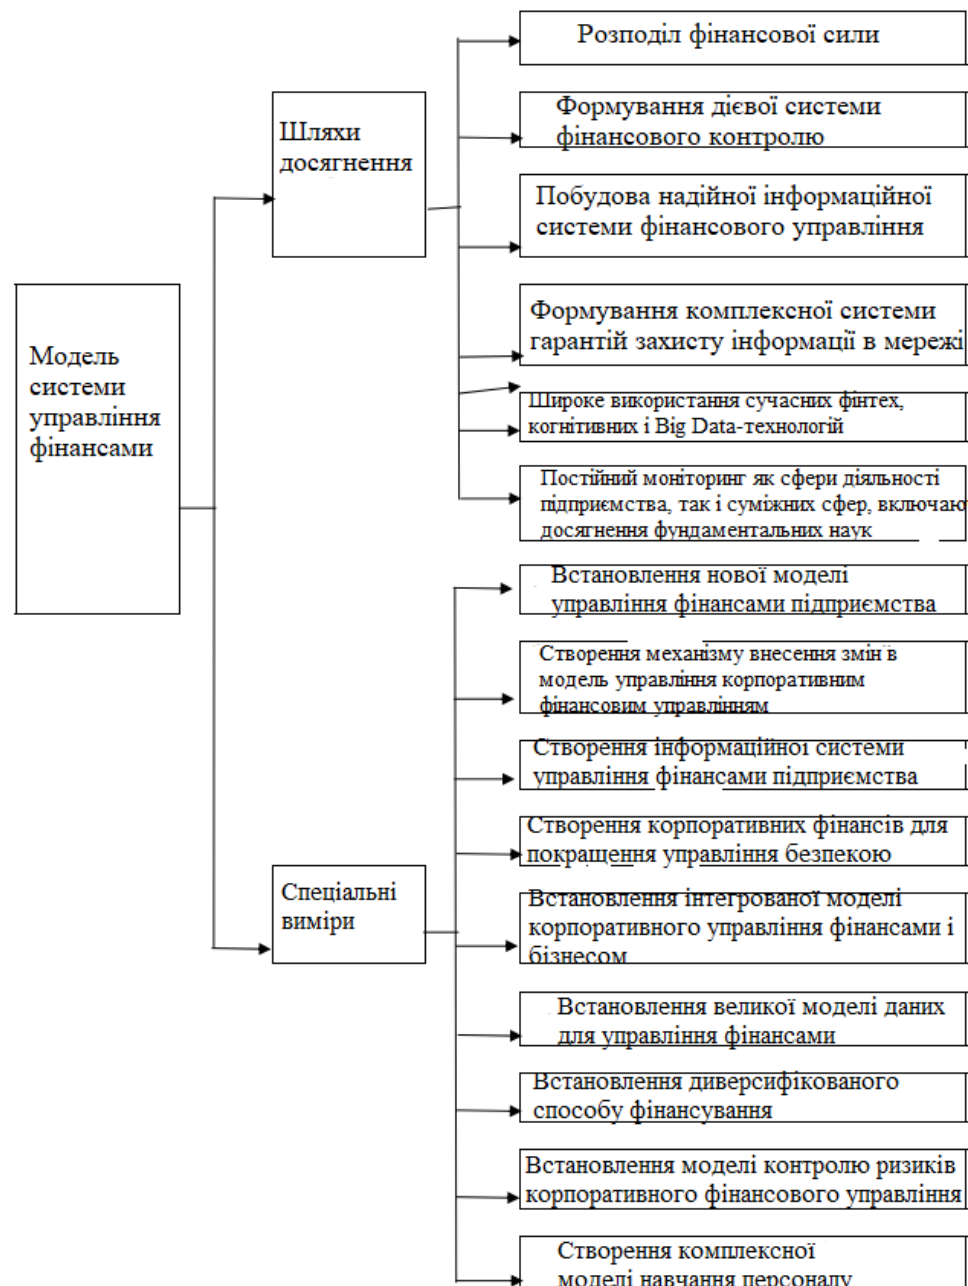 Розподіл фінансової сили
Шляхи
досягнення
Формування дієвої системи
фінансового контролю
Побудова надійної інформаційної
системи фінансового управління
Формування комплексної системи
гарантій захисту інформації в мережі
Модель
системи
управління
фінансами
Широке використання сучасних фінтех,
когнітивних і Big Data-технологій
Постійний моніторинг як сфери діяльності
підприємства, так і суміжних сфер, включаю
досягнення фундаментальних наук
Встановлення нової моделі
управління фінансами підприємства
Створення механізму внесення змін в
модель управління корпоративним
фінансовим управлінням
Створення інформаційної системи
управління фінансами підприємства
Створення корпоративних фінансів для
покращення управління безпекою
Спеціальні
виміри
Встановлення інтегрованої моделі
корпоративного управління фінансами і
бізнесом
Встановлення великої моделі даних
для управління фінансами
Встановлення диверсифікованого
способу фінансування
Встановлення моделі контролю ризиків
корпоративного фінансового управління
Створення комплексної
моделі навчання персоналу